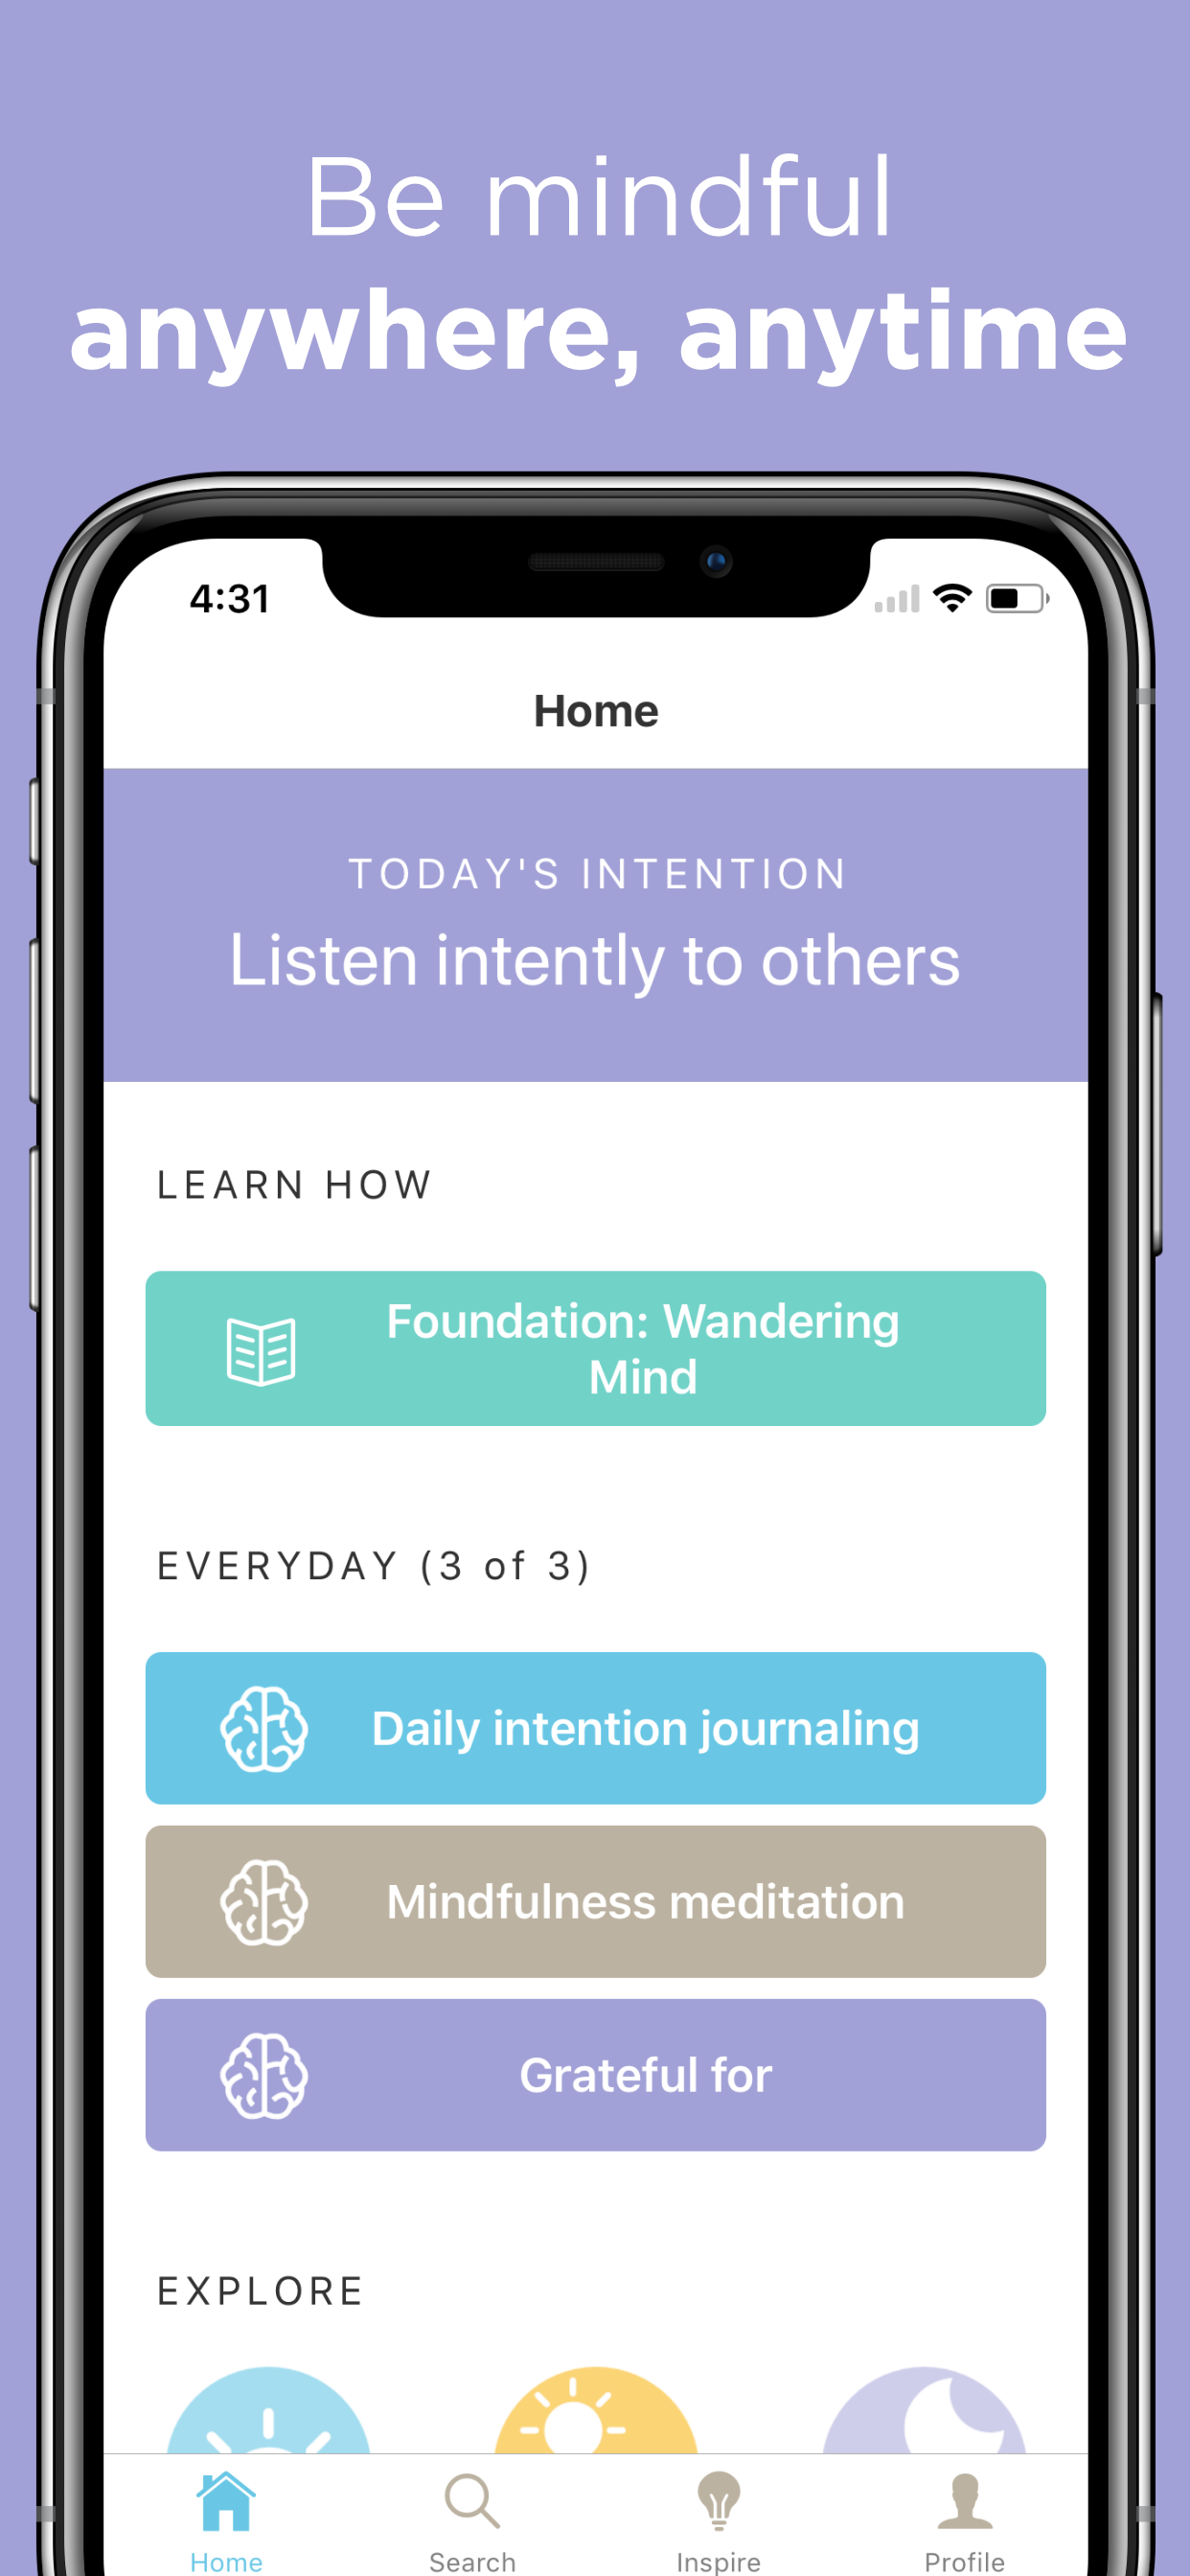 Be mindful
anywhere, anytime
4:31
Home
TODAY'S INTENTION
Listen intently to others
LEARN HOW
Foundation: Wandering
Mind
EVERYDAY (3 of 3)
Daily intention journaling
Mindfulness meditation
Grateful for
EXPLORE
Home
Search
Inspire
Profile